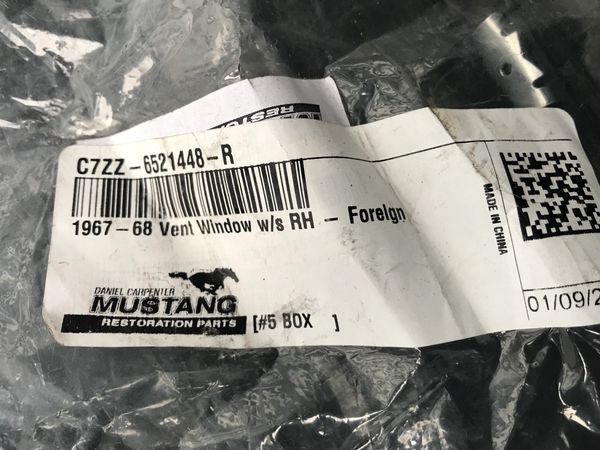 RESTO
C7ZZ-6521448-R
1967-68 Vent Window w/s RH - Foreign
MADE IN CHINA
DANIEL CARPENTER
MUSTANG
RESTORATION PARTS
[#5 BOX ]
01/09/2